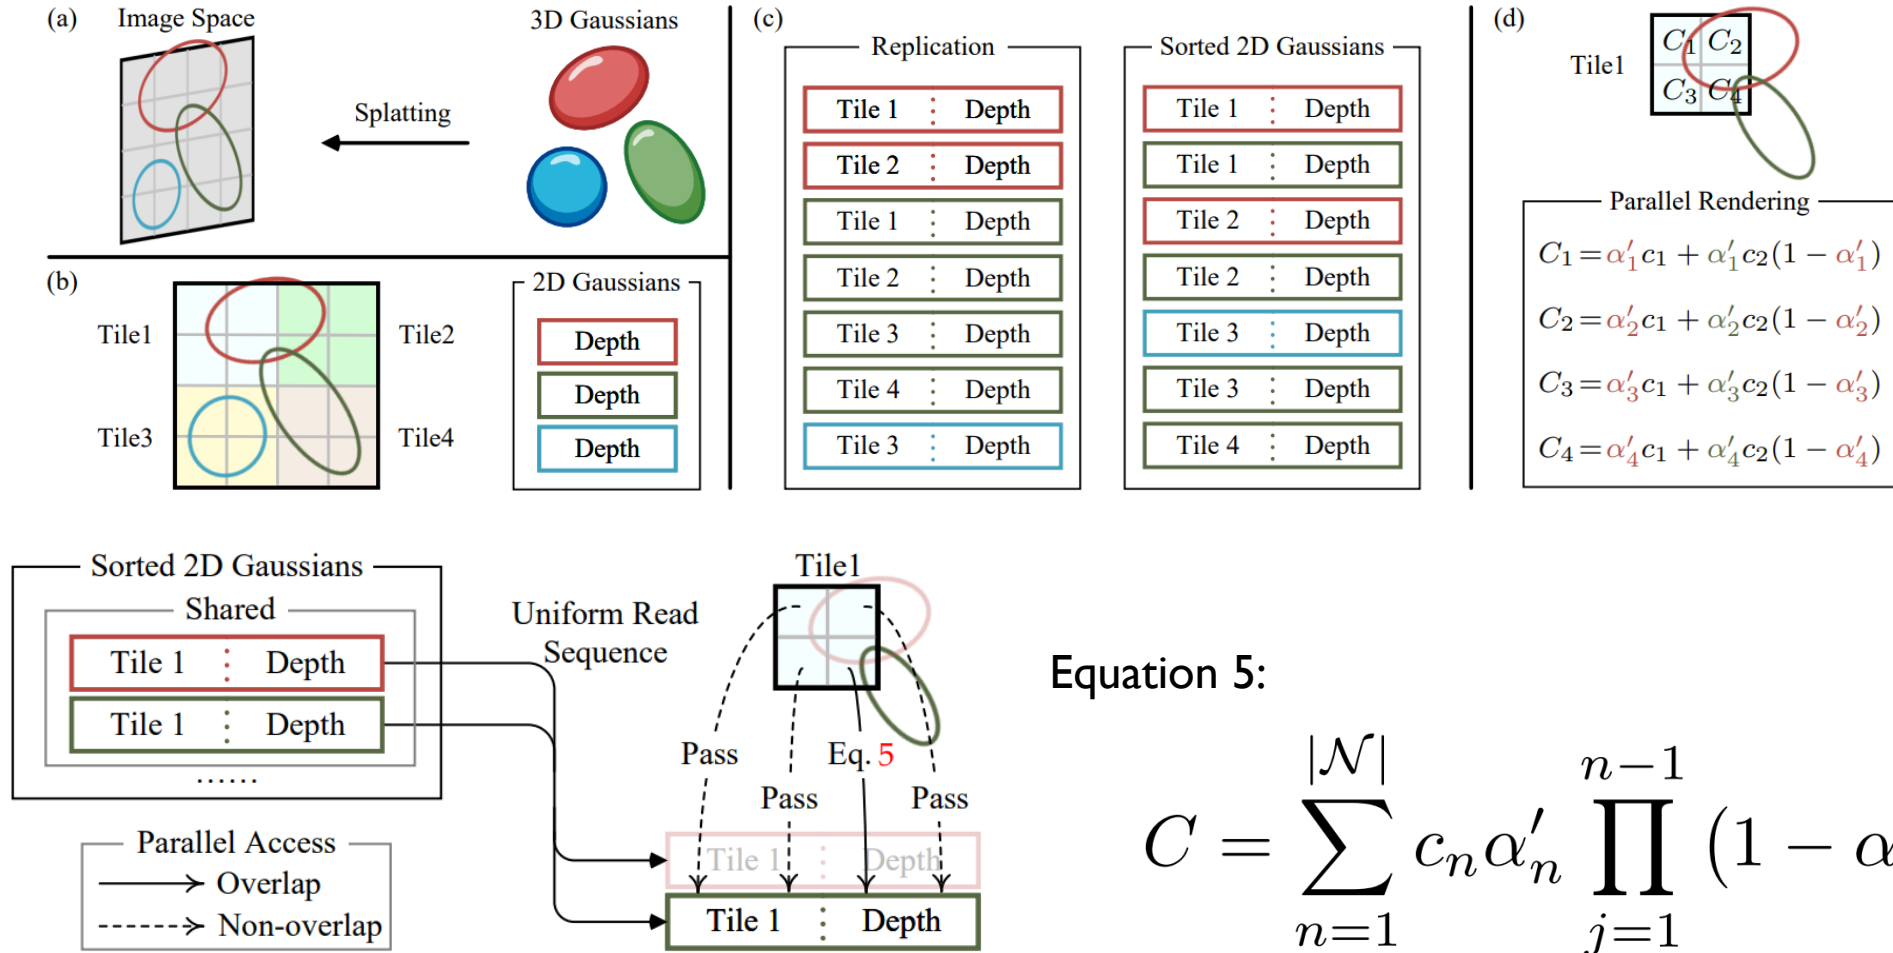 (a)
Image Space
3D Gaussians
Splatting
(b)
Tile1
Tile2
Tile3
Tile4
2D Gaussians
Depth
Depth
Depth
(c)
Replication
Tile 1 Depth
Tile 2 Depth
Tile 1 Depth
Tile 2 Depth
Tile 3 Depth
Tile 4 Depth
Tile 3 Depth
Sorted 2D Gaussians
Tile 1 Depth
Tile 1 Depth
Tile 2 Depth
Tile 2 Depth
Tile 3 Depth
Tile 3 Depth
Tile 4 Depth
(d)
Tile1
C₁ C₂
C₃ C₄
Parallel Rendering
C₁=α′₁c₁ + α′₁c₂(1 − α′₁)
C₂=α′₂c₁ + α′₂c₂(1 − α′₂)
C₃=α′₃c₁ + α′₃c₂(1 − α′₃)
C₄=α′₄c₁ + α′₄c₂(1 − α′₄)
Sorted 2D Gaussians
Shared
Tile 1 Depth
Tile 1 Depth
......
Parallel Access
Overlap
Non-overlap
Uniform Read
Sequence
Tile1
Pass
Eq. 5
Pass
Pass
Tile 1 Depth
Tile 1 Depth
Equation 5:
C = ∑_{n=1}^{|𝒩|} cₙα′ₙ ∏_{j=1}^{n−1} (1 − α